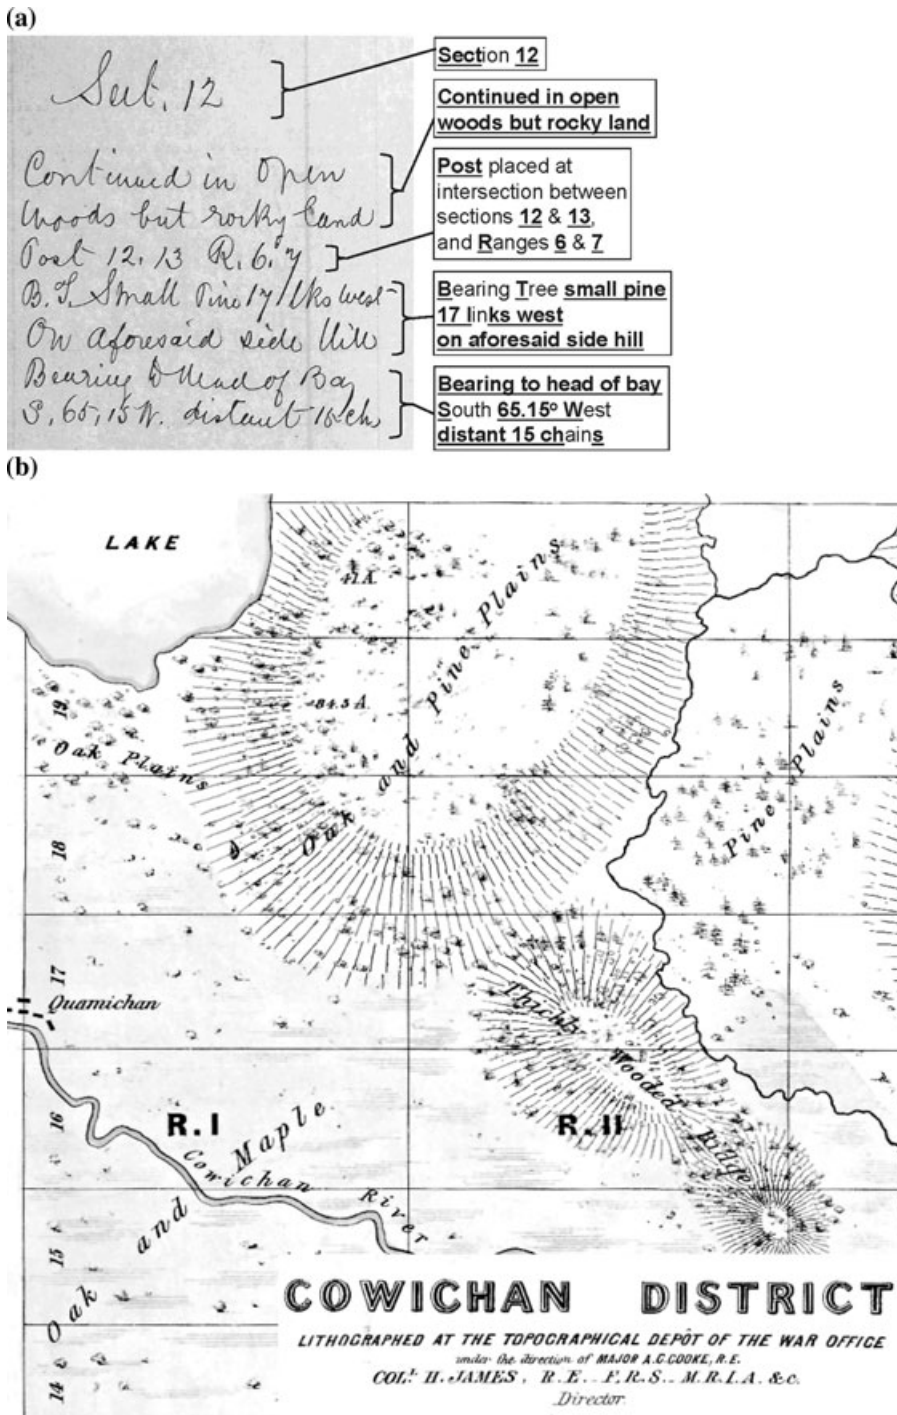 (a)
Sect. 12
Continued in Open
Woods but rocky Land
Post 12, 13 R. 6, 7
B.T. Small Pine 17 lks west
On aforesaid side Hill
Bearing to Head of Bay
S, 65, 15 W. distant 15 ch,
Section 12
Continued in open
woods but rocky land
Post placed at
intersection between
sections 12 & 13,
and Ranges 6 & 7
Bearing Tree small pine
17 links west
on aforesaid side hill
Bearing to head of bay
South 65.15º West
distant 15 chains
(b)
LAKE
41 A.
84.5 A
Oak and Pine Plains
19
Oak Plains
Pine Plains
18
17
Quamichan
Thickly Wooded Ridge
16
R.I
R.II
Oak and Maple
Cowichan River
15
14
COWICHAN DISTRICT
LITHOGRAPHED AT THE TOPOGRAPHICAL DEPÔT OF THE WAR OFFICE
under the direction of MAJOR A.C.COOKE, R.E.
COLL. H. JAMES, R.E. F.R.S. M.R.I.A. &c.
Director.